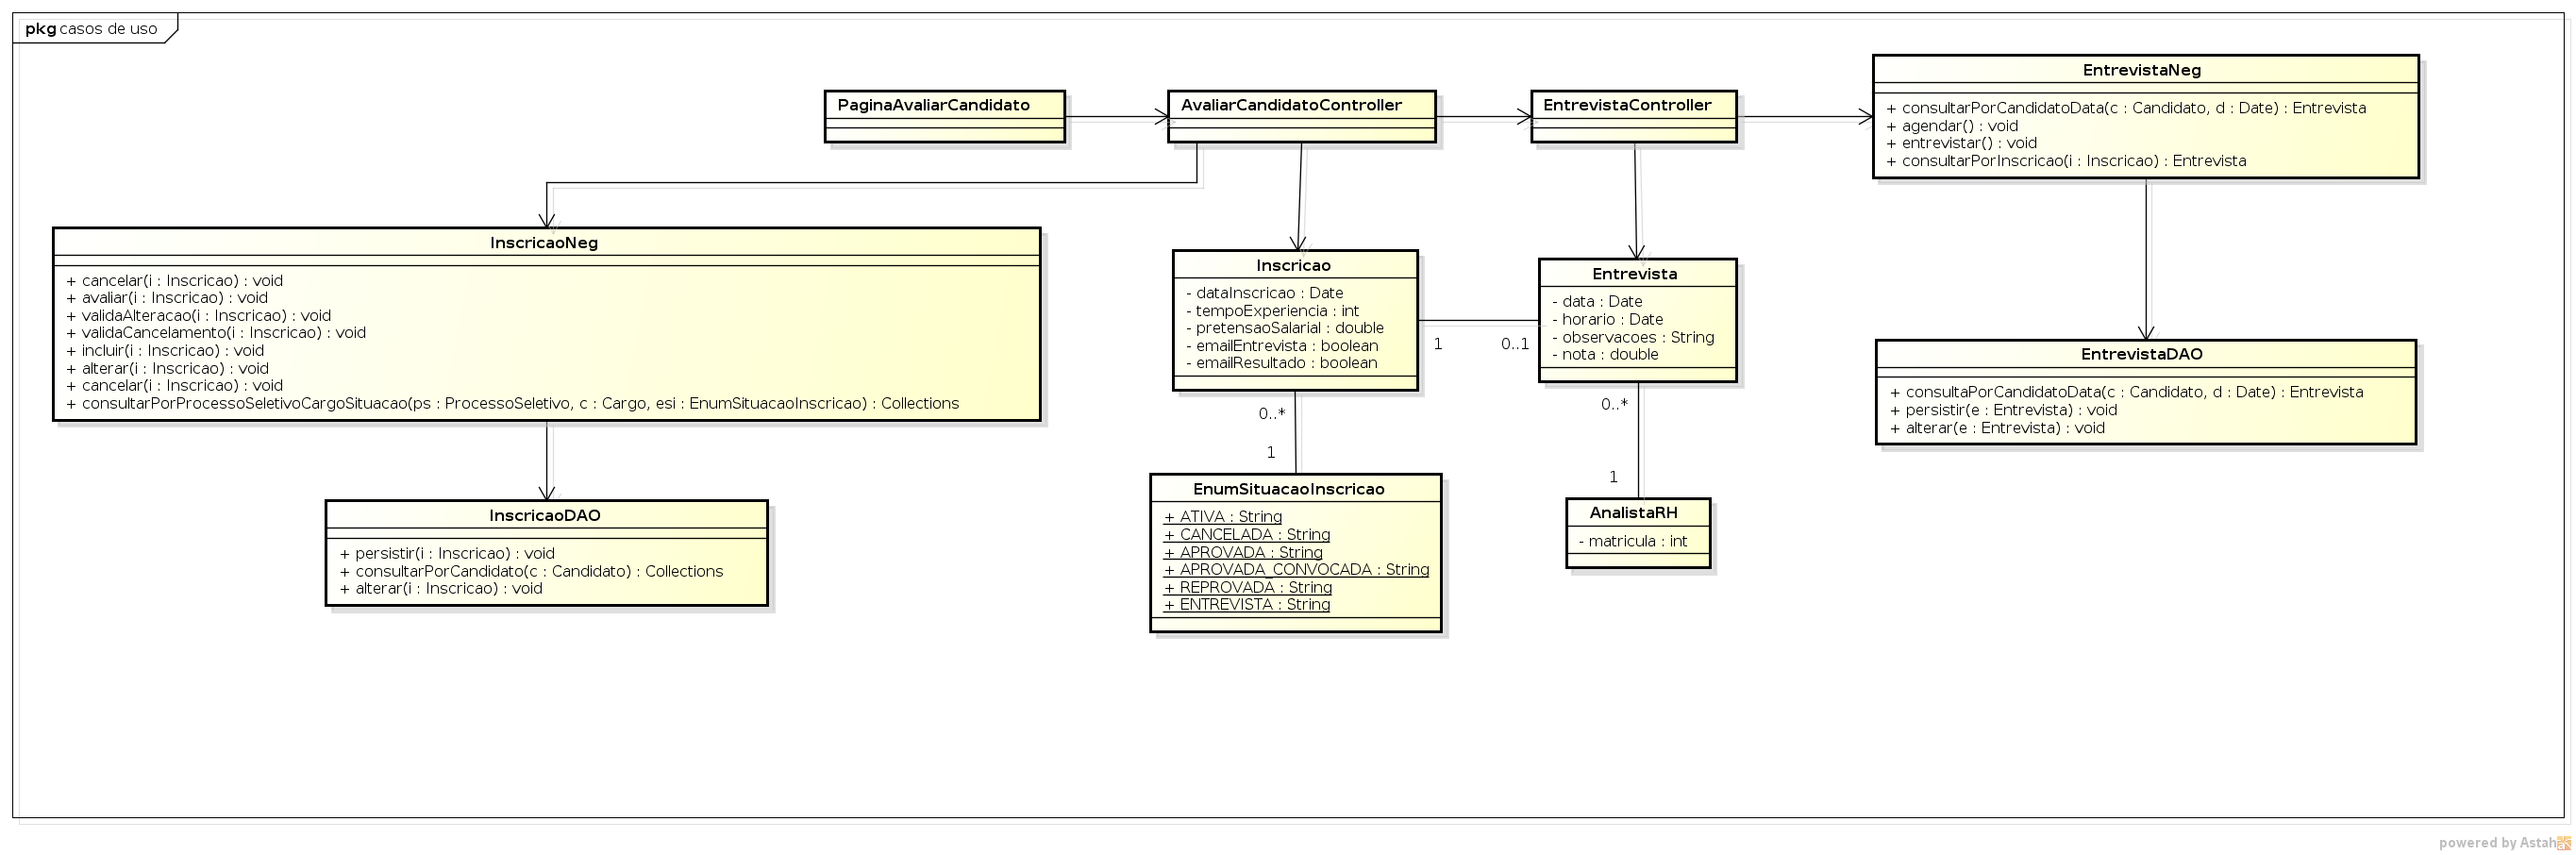 pkg casos de uso
PaginaAvaliarCandidato
AvaliarCandidatoController
EntrevistaController
EntrevistaNeg
+ consultarPorCandidatoData(c : Candidato, d : Date) : Entrevista
+ agendar() : void
+ entrevistar() : void
+ consultarPorInscricao(i : Inscricao) : Entrevista
InscricaoNeg
+ cancelar(i : Inscricao) : void
+ avaliar(i : Inscricao) : void
+ validaAlteracao(i : Inscricao) : void
+ validaCancelamento(i : Inscricao) : void
+ incluir(i : Inscricao) : void
+ alterar(i : Inscricao) : void
+ cancelar(i : Inscricao) : void
+ consultarPorProcessoSeletivoCargoSituacao(ps : ProcessoSeletivo, c : Cargo, esi : EnumSituacaoInscricao) : Collections
Inscricao
- dataInscricao : Date
- tempoExperiencia : int
- pretensaoSalarial : double
- emailEntrevista : boolean
- emailResultado : boolean
1
0..1
Entrevista
- data : Date
- horario : Date
- observacoes : String
- nota : double
EntrevistaDAO
+ consultaPorCandidatoData(c : Candidato, d : Date) : Entrevista
+ persistir(e : Entrevista) : void
+ alterar(e : Entrevista) : void
0..*
1
0..*
1
InscricaoDAO
+ persistir(i : Inscricao) : void
+ consultarPorCandidato(c : Candidato) : Collections
+ alterar(i : Inscricao) : void
EnumSituacaoInscricao
+ ATIVA : String
+ CANCELADA : String
+ APROVADA : String
+ APROVADA_CONVOCADA : String
+ REPROVADA : String
+ ENTREVISTA : String
AnalistaRH
- matricula : int
powered by Astah